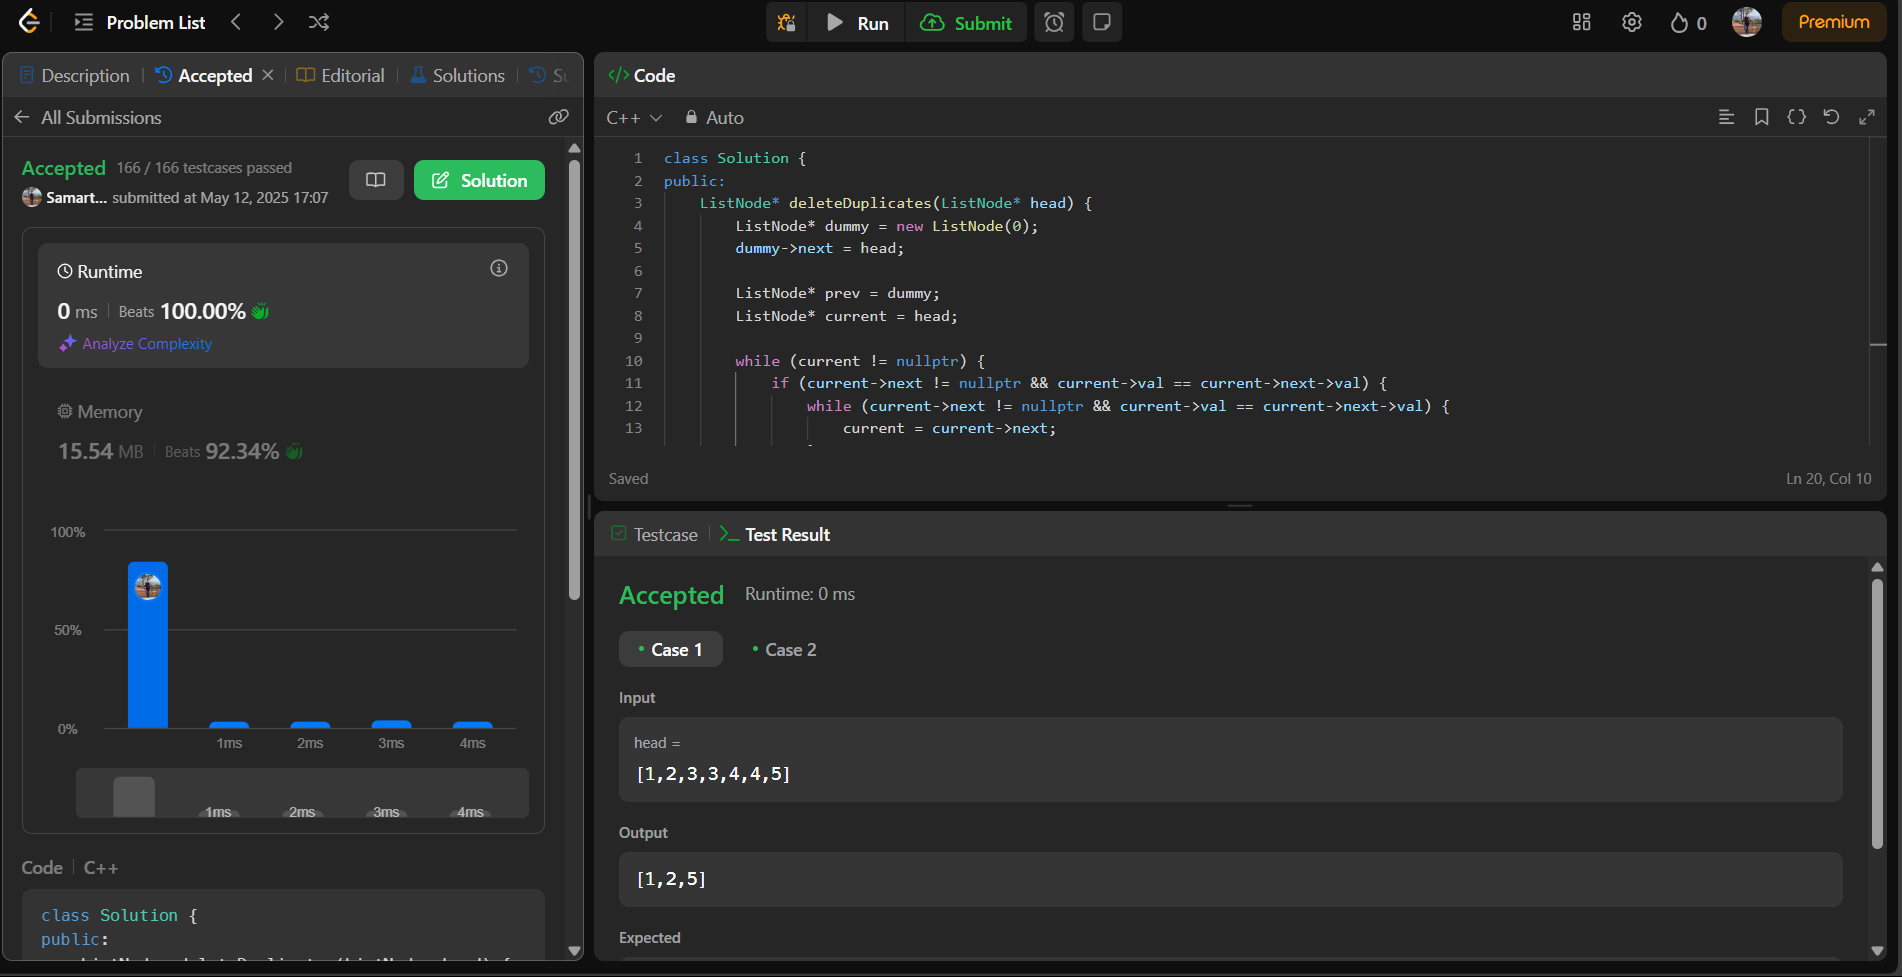 Problem List
Run
Submit
0
Premium
Description
Accepted
Editorial
Solutions
Su
All Submissions
Accepted 166 / 166 testcases passed
Samart... submitted at May 12, 2025 17:07
Solution
Runtime
0 ms Beats 100.00%
Analyze Complexity
Memory
15.54 MB Beats 92.34%
100%
50%
0%
1ms 2ms 3ms 4ms
1ms 2ms 3ms 4ms
Code C++
class Solution {
public:
</> Code
C++ Auto
1 class Solution {
2 public:
3 ListNode* deleteDuplicates(ListNode* head) {
4 ListNode* dummy = new ListNode(0);
5 dummy->next = head;
6
7 ListNode* prev = dummy;
8 ListNode* current = head;
9
10 while (current != nullptr) {
11 if (current->next != nullptr && current->val == current->next->val) {
12 while (current->next != nullptr && current->val == current->next->val) {
13 current = current->next;
Saved
Ln 20, Col 10
Testcase
Test Result
Accepted Runtime: 0 ms
Case 1
Case 2
Input
head =
[1,2,3,3,4,4,5]
Output
[1,2,5]
Expected